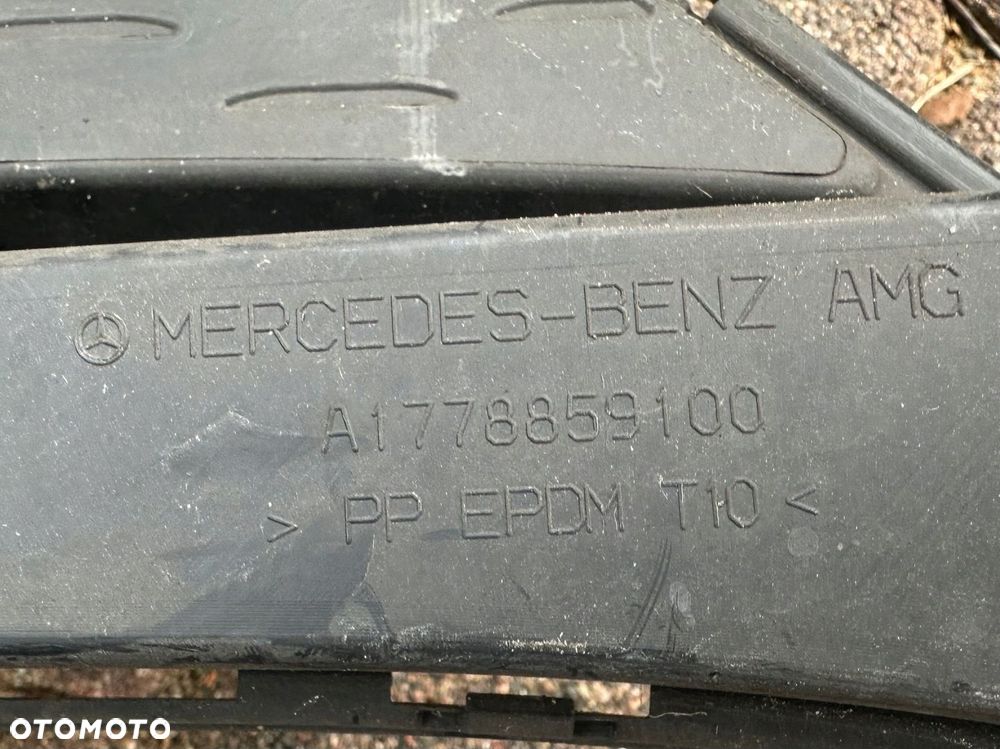 MERCEDES-BENZ AMG
A1778859100
> PP EPDM T10 <
OTOMOTO